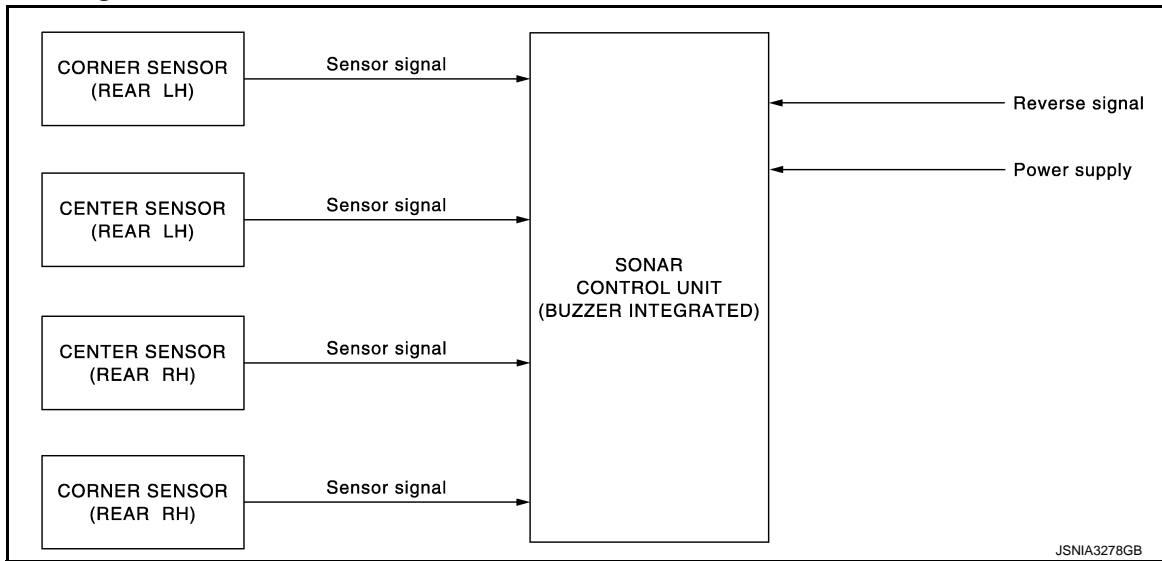 CORNER SENSOR
(REAR LH)
Sensor signal
CENTER SENSOR
(REAR LH)
Sensor signal
CENTER SENSOR
(REAR RH)
Sensor signal
CORNER SENSOR
(REAR RH)
Sensor signal
SONAR
CONTROL UNIT
(BUZZER INTEGRATED)
Reverse signal
Power supply
JSNIA3278GB